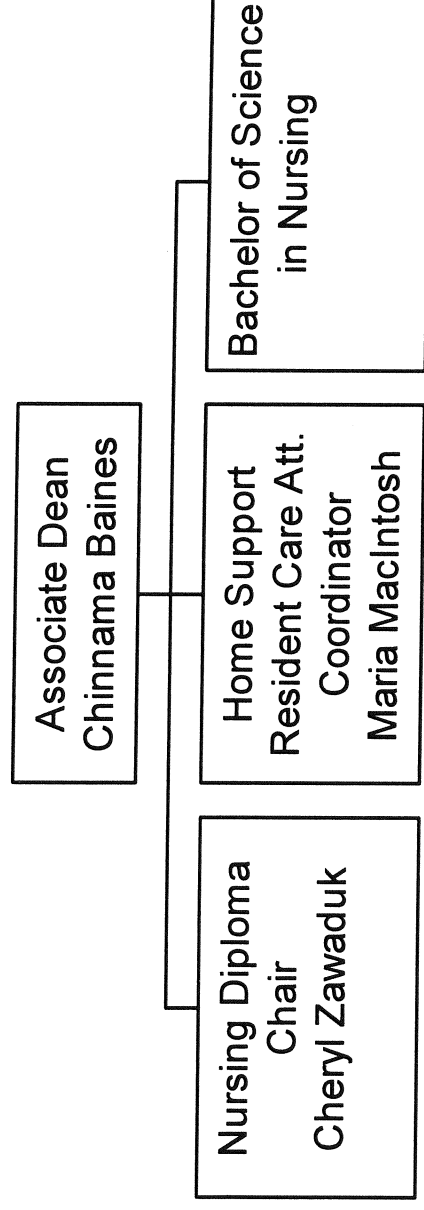 Associate Dean
Chinnama Baines
Nursing Diploma
Chair
Cheryl Zawaduk
Home Support
Resident Care Att.
Coordinator
Maria MacIntosh
Bachelor of Science
in Nursing